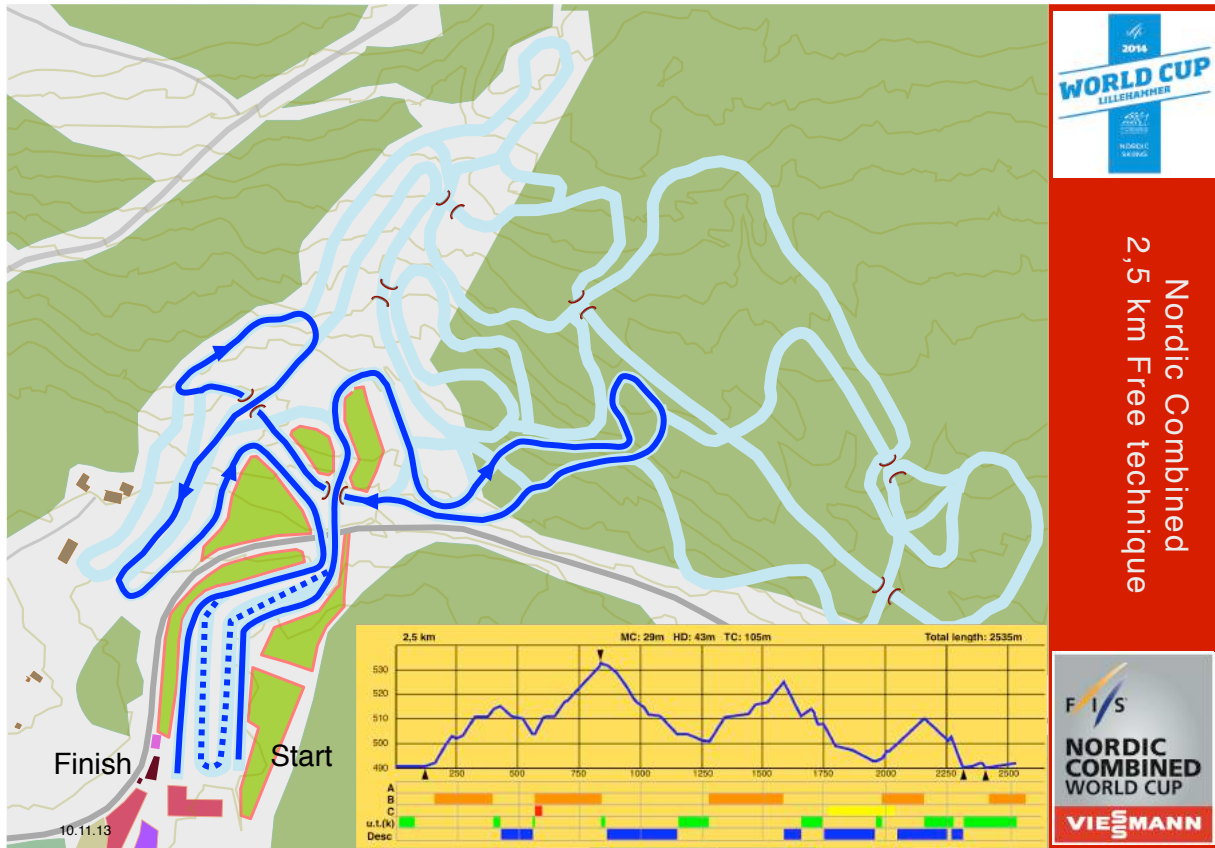 2014
WORLD CUP
LILLEHAMMER
NORDIC
SKIING
Nordic Combined
2,5 km Free technique
Finish
Start
10.11.13
2,5 km
MC: 29m HD: 43m TC: 105m
Total length: 2535m
530
520
510
500
490
250
500
750
1000
1250
1500
1750
2000
2250
2500
A
B
C
u.t.(k)
Desc
F I S
NORDIC
COMBINED
WORLD CUP
VIESSMANN